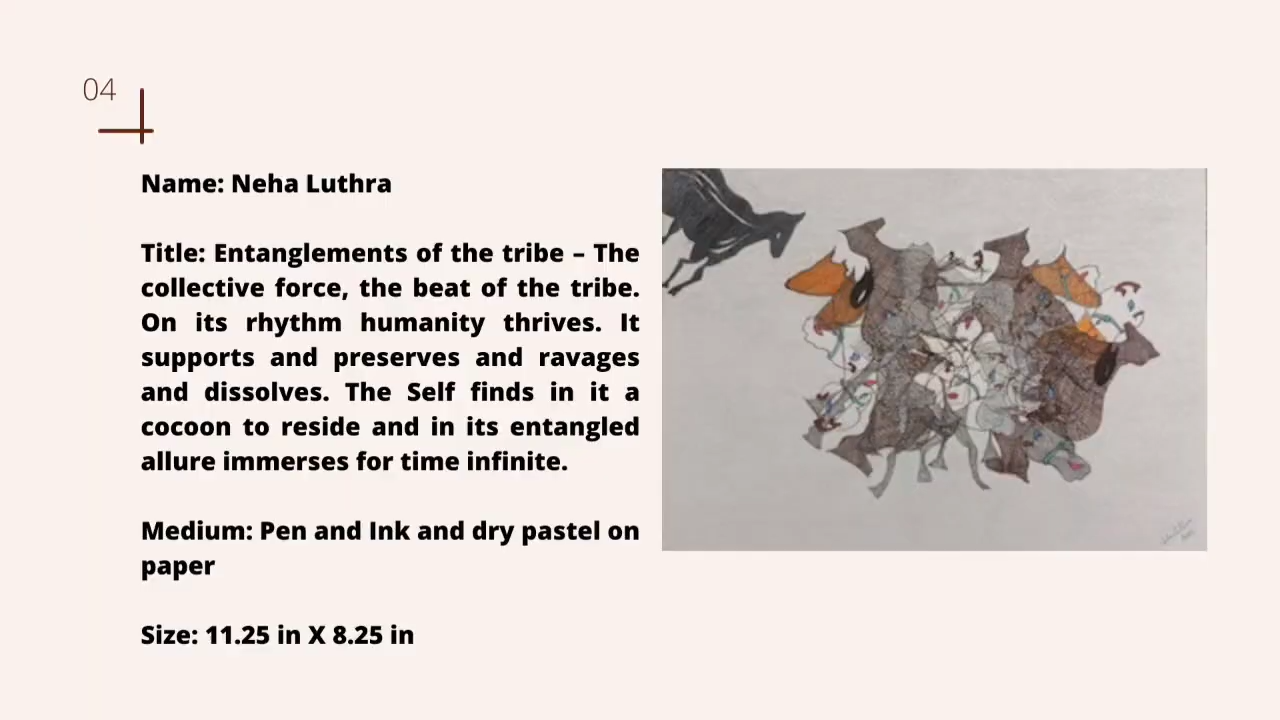 04
Name: Neha Luthra
Title: Entanglements of the tribe – The
collective force, the beat of the tribe.
On its rhythm humanity thrives. It
supports and preserves and ravages
and dissolves. The Self finds in it a
cocoon to reside and in its entangled
allure immerses for time infinite.
Medium: Pen and Ink and dry pastel on
paper
Size: 11.25 in X 8.25 in